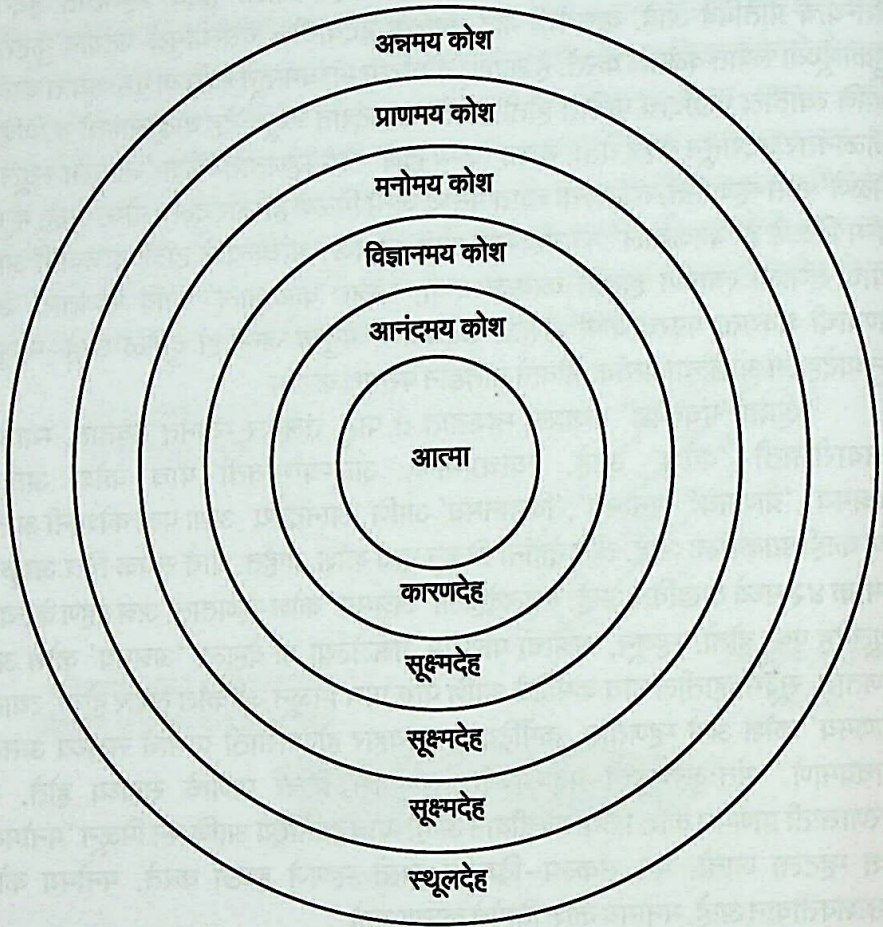 अन्नमय कोश
प्राणमय कोश
मनोमय कोश
विज्ञानमय कोश
आनंदमय कोश
आत्मा
कारणदेह
सूक्ष्मदेह
सूक्ष्मदेह
सूक्ष्मदेह
स्थूलदेह